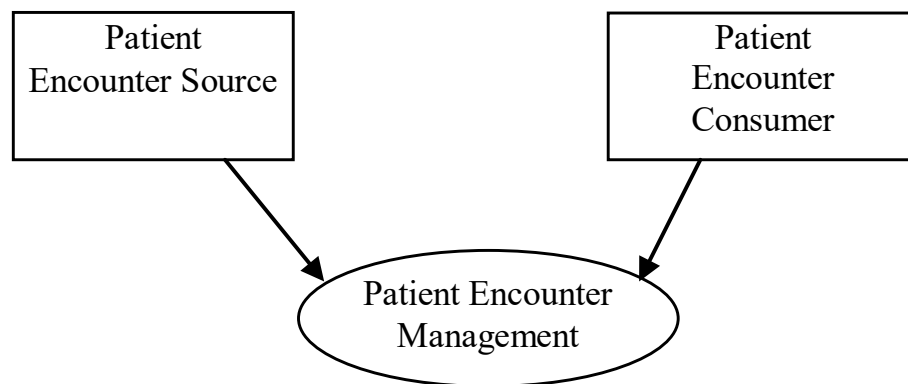 Patient
Encounter Source
Patient
Encounter
Consumer
Patient Encounter
Management